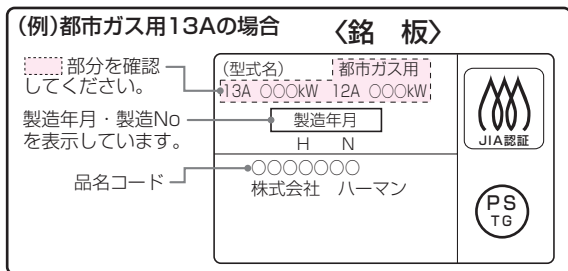 (例)都市ガス用13Aの場合
〈銘 板〉
部分を確認
してください。
製造年月・製造No
を表示しています。
品名コード
(型式名) 都市ガス用
13A ○○○kW 12A ○○○kW
製造年月
H N
○○○○○○○
株式会社 ハーマン
JIA認証
PS
TG